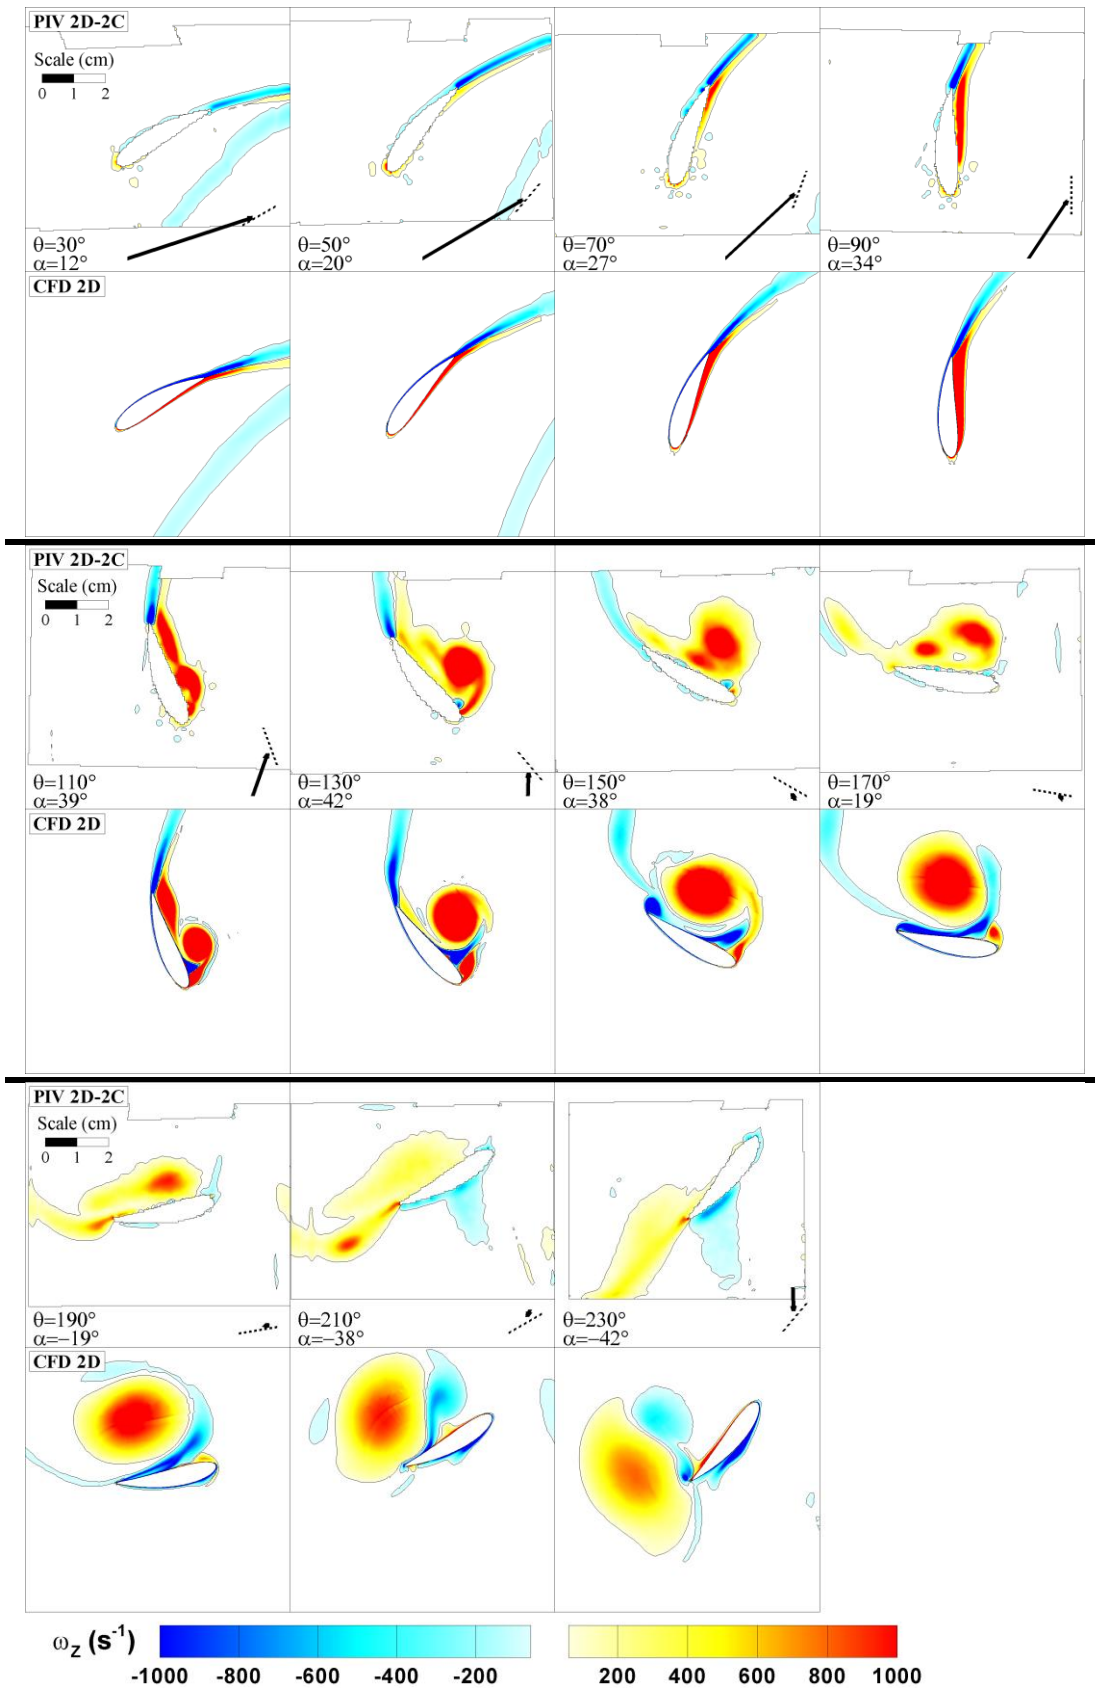 PIV 2D-2C
Scale (cm)
0 1 2
θ=30°
α=12°
θ=50°
α=20°
θ=70°
α=27°
θ=90°
α=34°
CFD 2D
PIV 2D-2C
Scale (cm)
0 1 2
θ=110°
α=39°
θ=130°
α=42°
θ=150°
α=38°
θ=170°
α=19°
CFD 2D
PIV 2D-2C
Scale (cm)
0 1 2
θ=190°
α=−19°
θ=210°
α=−38°
θ=230°
α=−42°
CFD 2D
ωz (s⁻¹)
-1000 -800 -600 -400 -200 200 400 600 800 1000